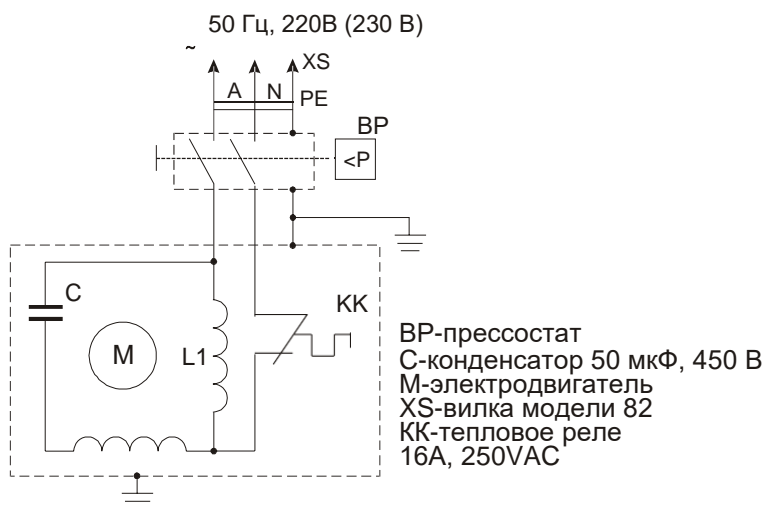 50 Гц, 220В (230 В)
~
XS
A N PE
BP
<P
C
KK
M
L1
ВР-прессостат
С-конденсатор 50 мкФ, 450 В
М-электродвигатель
XS-вилка модели 82
КК-тепловое реле
16А, 250VAC